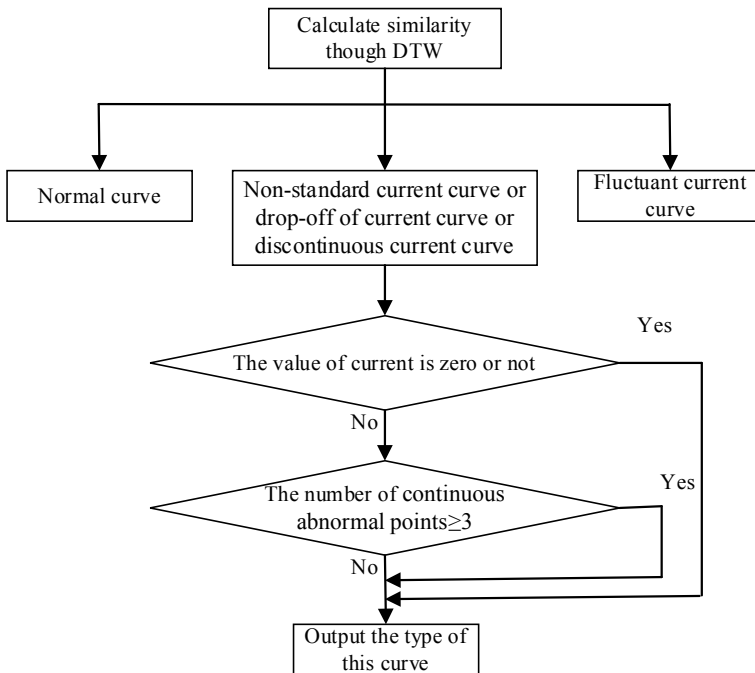 Calculate similarity
though DTW
Normal curve
Non-standard current curve or
drop-off of current curve or
discontinuous current curve
Fluctuant current
curve
Yes
The value of current is zero or not
No
Yes
The number of continuous
abnormal points≥3
No
Output the type of
this curve